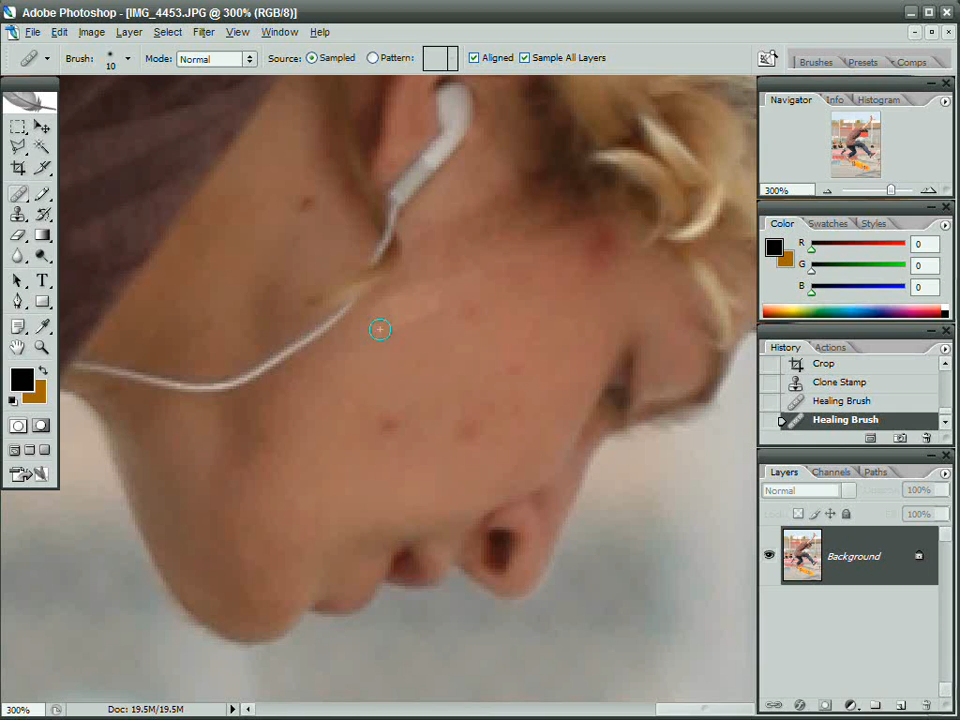 Adobe Photoshop - [IMG_4453.JPG @ 300% (RGB/8)]
File Edit Image Layer Select Filter View Window Help
Brush: 10 Mode: Normal Source: Sampled Pattern: Aligned Sample All Layers Brushes Presets Comps
Navigator Info Histogram
300%
Color Swatches Styles
R 0
G 0
B 0
History Actions
Crop
Clone Stamp
Healing Brush
Healing Brush
Layers Channels Paths
Normal Opacity: 100%
Lock: Fill: 100%
Background
300% Doc: 19.5M/19.5M